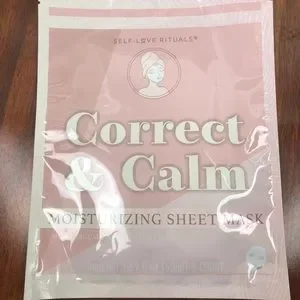 SELF-LOVE RITUALS®
Correct
& Calm
MOISTURIZING SHEET MASK